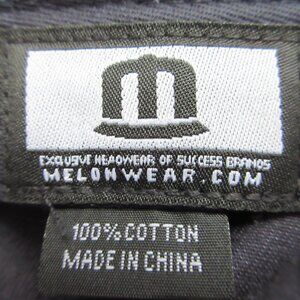 EXCLUSIVE HEADWEAR OF SUCCESS BRANDS
MELONWEAR.COM
100% COTTON
MADE IN CHINA